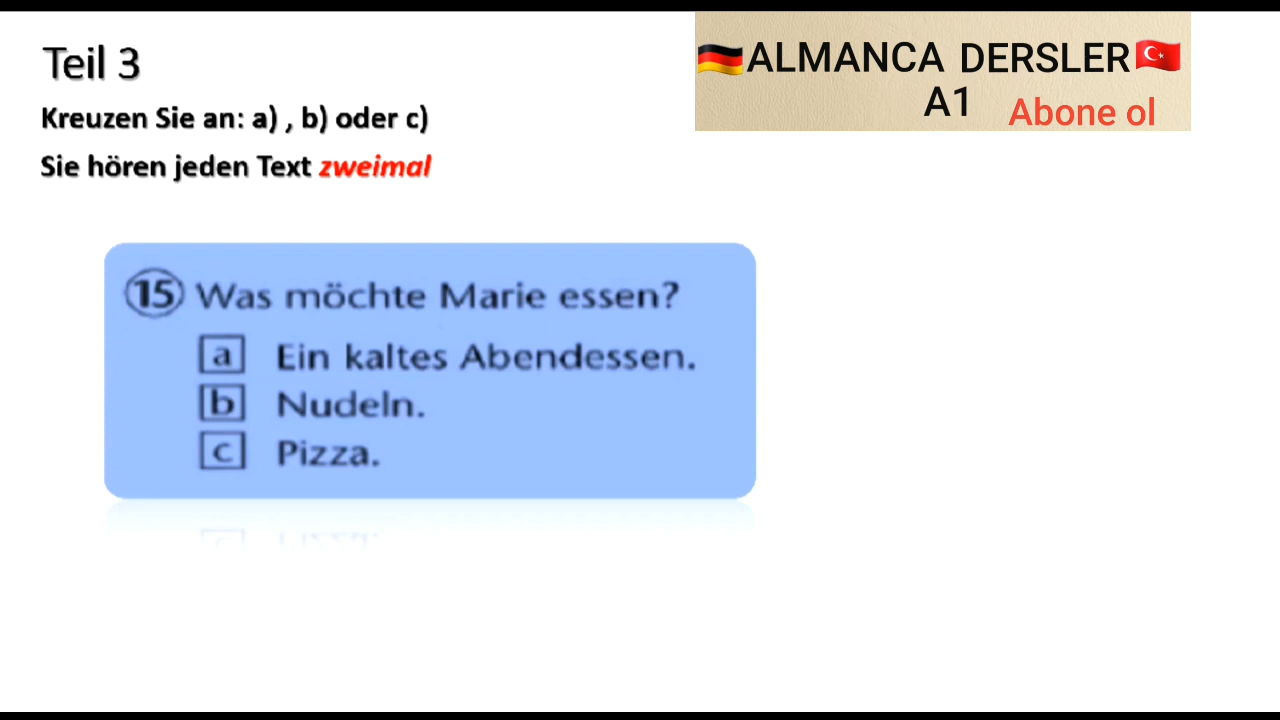 Teil 3
Kreuzen Sie an: a) , b) oder c)
Sie hören jeden Text zweimal
ALMANCA DERSLER
A1
Abone ol
15 Was möchte Marie essen?
a Ein kaltes Abendessen.
b Nudeln.
c Pizza.